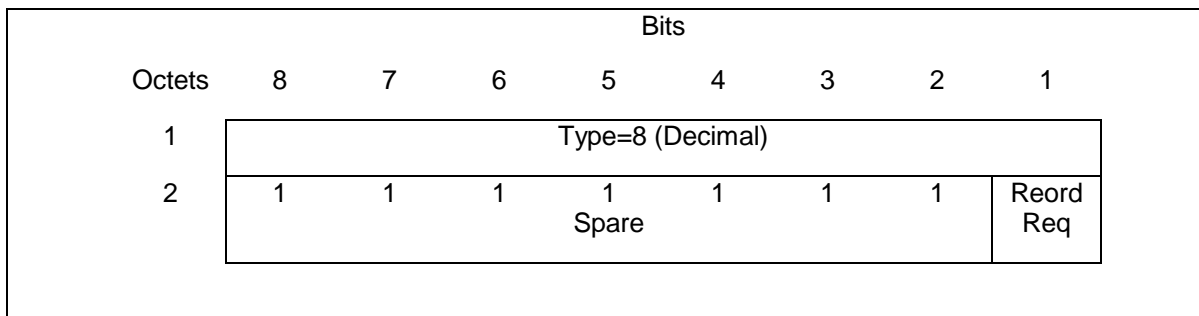 Bits
Octets 8 7 6 5 4 3 2 1
1 Type=8 (Decimal)
2 1 1 1 1 1 1 1 Reord
Spare Req